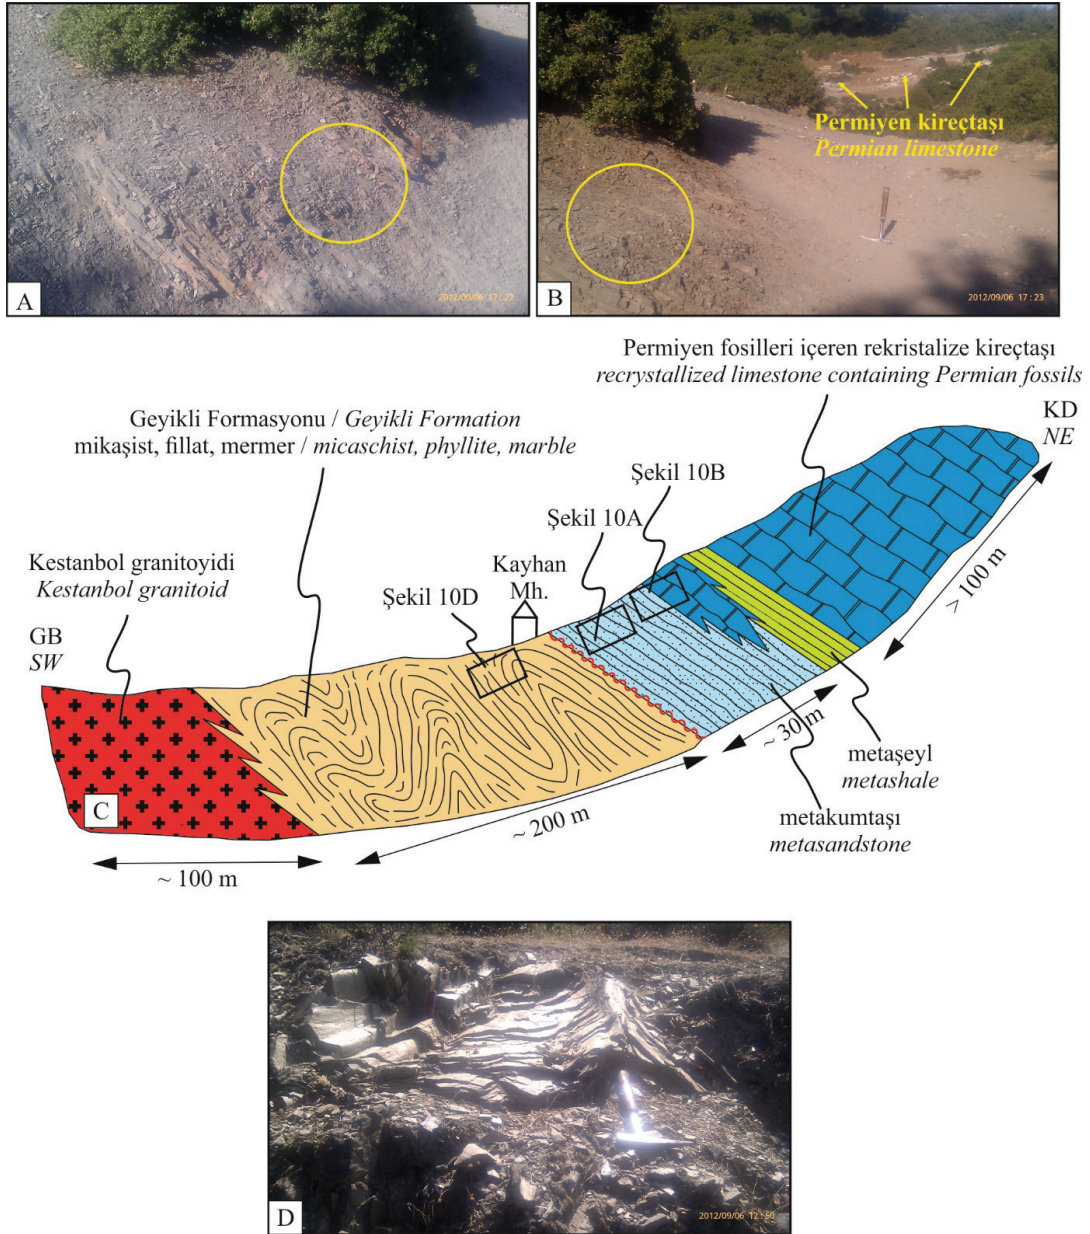 2012/09/06 17:22
A
Permiyen kireçtaşı
Permian limestone
2012/09/06 17:23
B
Permiyen fosilleri içeren rekristalize kireçtaşı
recrystallized limestone containing Permian fossils
Geyikli Formasyonu / Geyikli Formation
mikaşist, fillat, mermer / micaschist, phyllite, marble
KD
NE
Şekil 10B
Şekil 10A
Kestanbol granitoyidi
Kestanbol granitoid
Kayhan
Mh.
Şekil 10D
GB
SW
> 100 m
~ 30 m
metaşeyl
metashale
C
~ 200 m
metakumtaşı
metasandstone
~ 100 m
D
2012/09/06 12:50